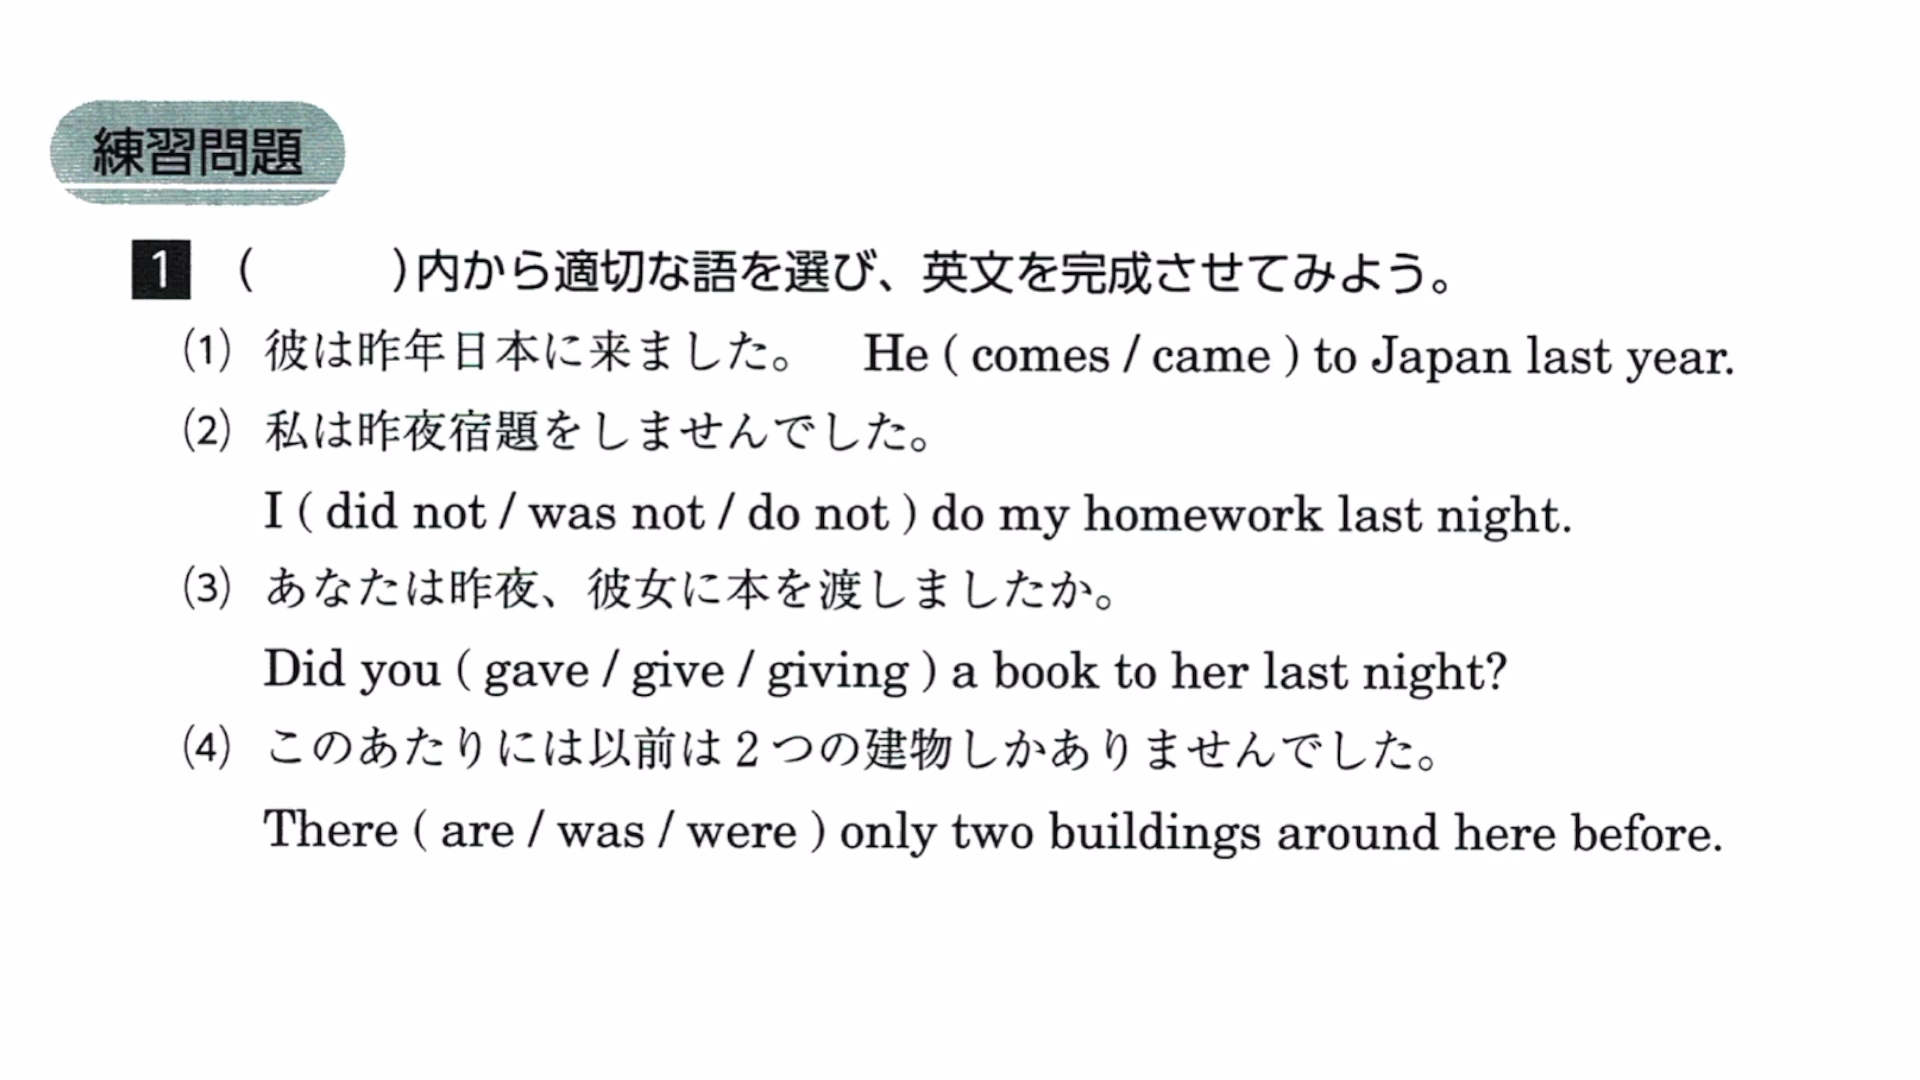 練習問題
1 (　　　)内から適切な語を選び、英文を完成させてみよう。
(1) 彼は昨年日本に来ました。 He ( comes / came ) to Japan last year.
(2) 私は昨夜宿題をしませんでした。
I ( did not / was not / do not ) do my homework last night.
(3) あなたは昨夜、彼女に本を渡しましたか。
Did you ( gave / give / giving ) a book to her last night?
(4) このあたりには以前は2つの建物しかありませんでした。
There ( are / was / were ) only two buildings around here before.